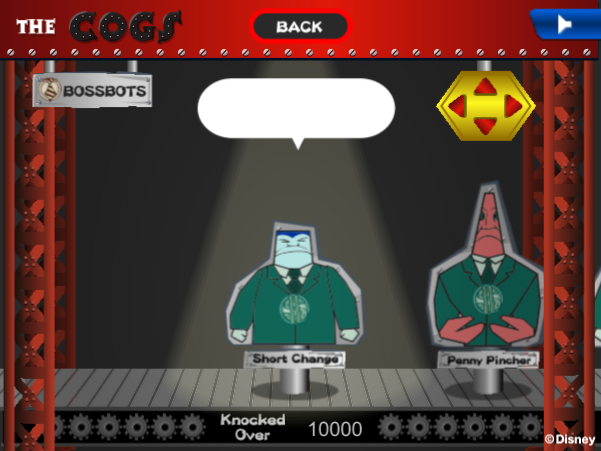 THE COGS
BACK
BOSSBOTS
Short Change
Penny Pincher
Knocked
Over
10000
©Disney